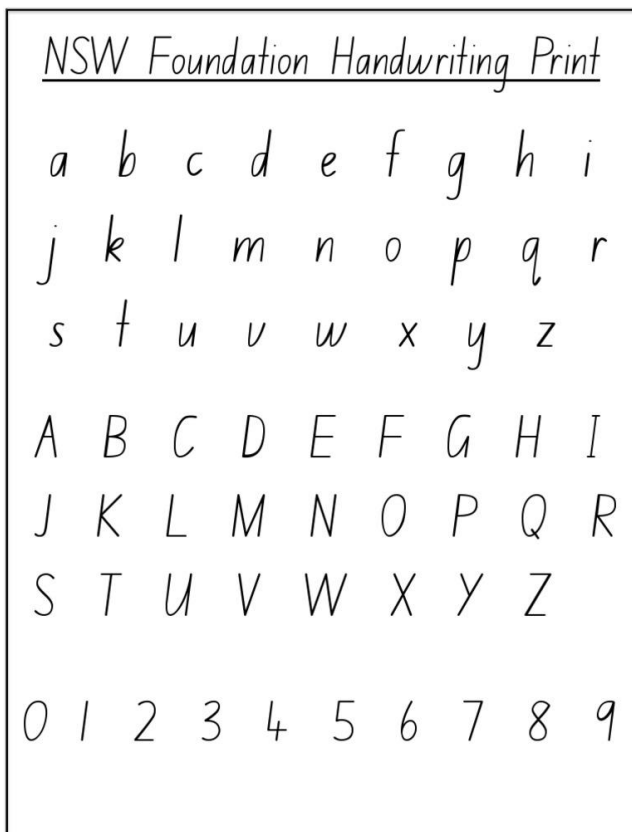 NSW Foundation Handwriting Print
a b c d e f g h i
j k l m n o p q r
s t u v w x y z
A B C D E F G H I
J K L M N O P Q R
S T U V W X Y Z
0 1 2 3 4 5 6 7 8 9